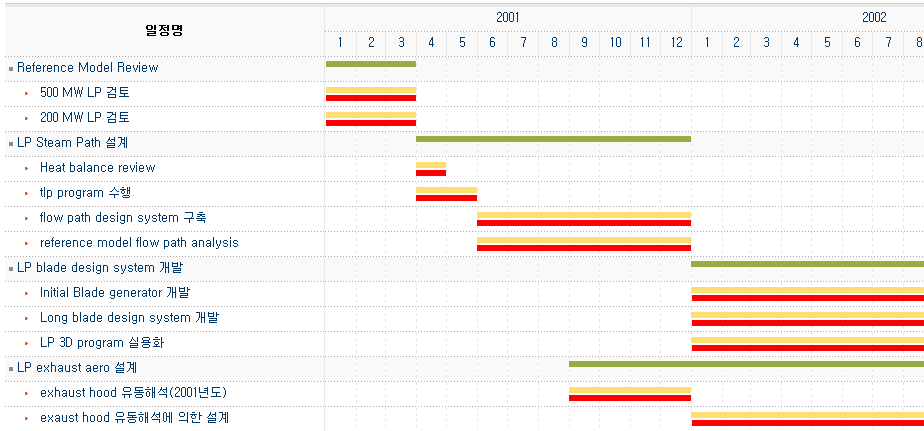 일정명
2001 2002
1 2 3 4 5 6 7 8 9 10 11 12 1 2 3 4 5 6 7 8
Reference Model Review
500 MW LP 검토
200 MW LP 검토
LP Steam Path 설계
Heat balance review
tlp program 수행
flow path design system 구축
reference model flow path analysis
LP blade design system 개발
Initial Blade generator 개발
Long blade design system 개발
LP 3D program 실용화
LP exhaust aero 설계
exhaust hood 유동해석(2001년도)
exaust hood 유동해석에 의한 설계